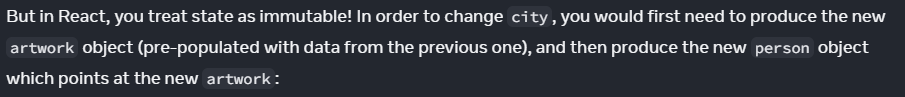 But in React, you treat state as immutable! In order to change city, you would first need to produce the new
artwork object (pre-populated with data from the previous one), and then produce the new person object
which points at the new artwork: